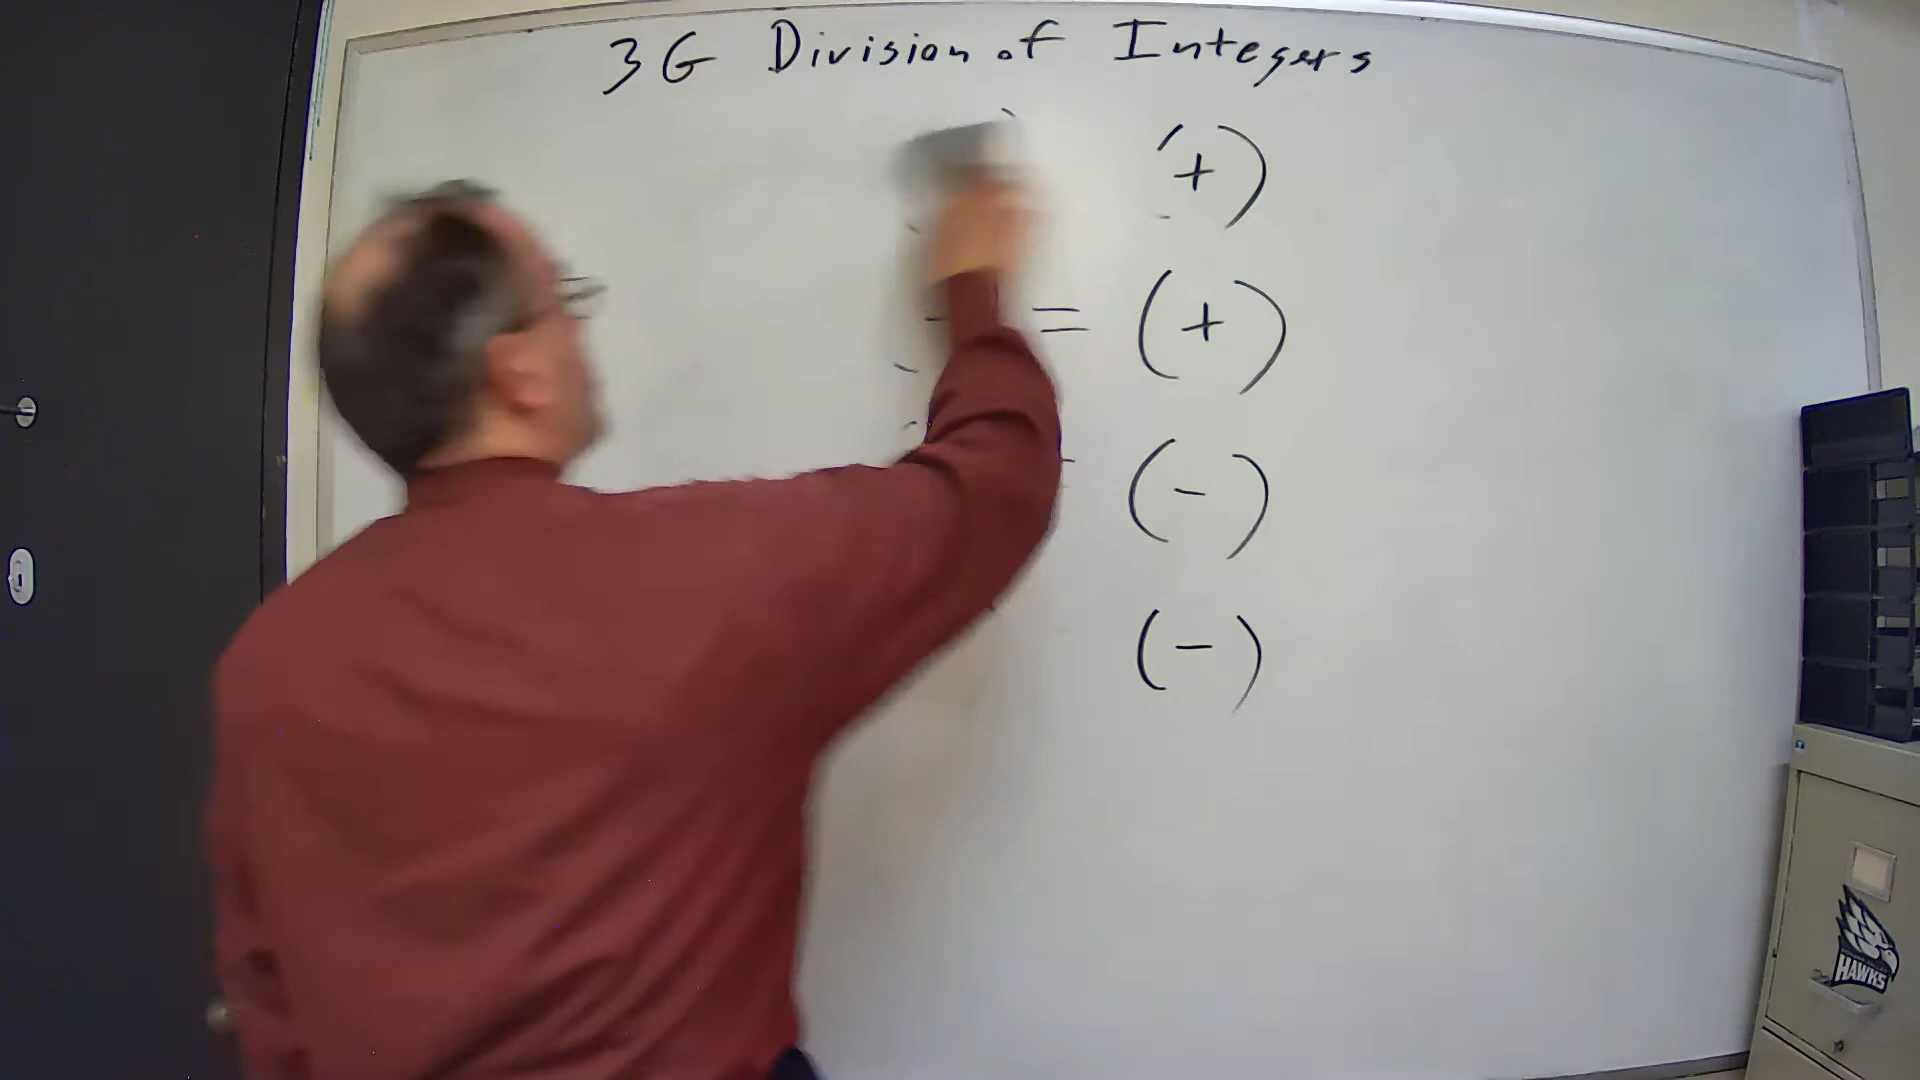 3G Division of Integers
+)
= (+)
(-)
(-)
HAWKS